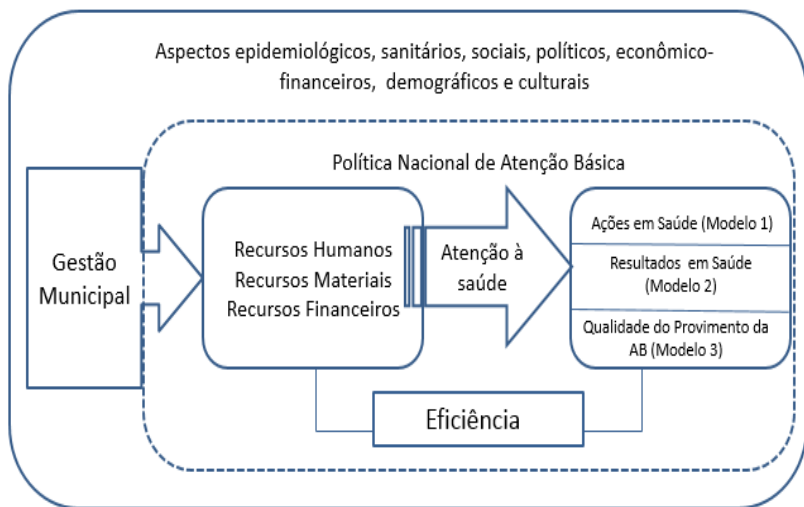 Aspectos epidemiológicos, sanitários, sociais, políticos, econômico-
financeiros, demográficos e culturais
Política Nacional de Atenção Básica
Gestão
Municipal
Recursos Humanos
Recursos Materiais
Recursos Financeiros
Atenção à
saúde
Ações em Saúde (Modelo 1)
Resultados em Saúde
(Modelo 2)
Qualidade do Provimento da
AB (Modelo 3)
Eficiência